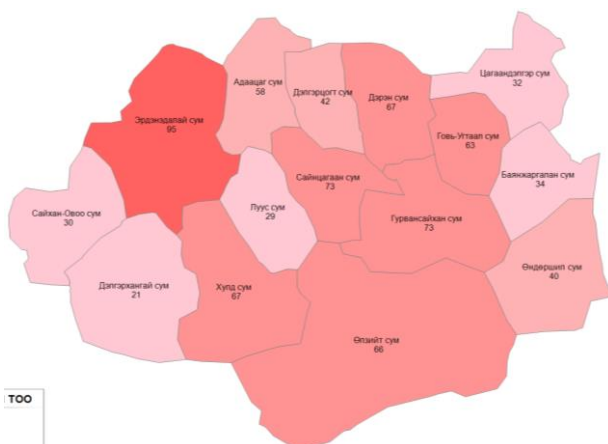 Цагаандэлгэр сум
32
Адаацаг сум
58
Дэлгэрцогт сум
42
Дэрэн сум
67
Эрдэнэдалай сум
95
Говь-Угтаал сум
63
Сайнцагаан сум
73
Баянжаргалан сум
34
Луус сум
29
Сайхан-Овоо сум
30
Гурвансайхан сум
73
Өндөршил сум
40
Дэлгэрхангай сум
21
Хулд сум
67
Өлзийт сум
66
ТОО